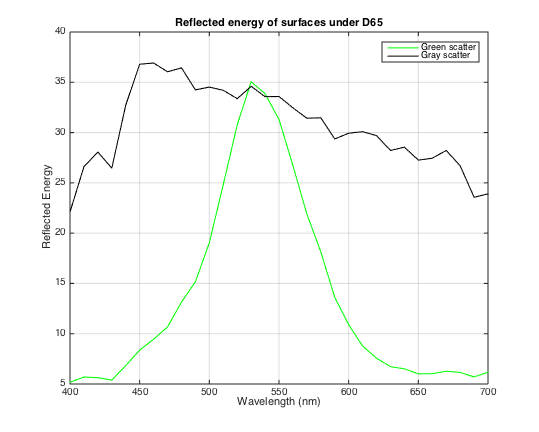 Reflected energy of surfaces under D65
Green scatter
Gray scatter
40
35
30
25
20
15
10
5
Reflected Energy
400 450 500 550 600 650 700
Wavelength (nm)